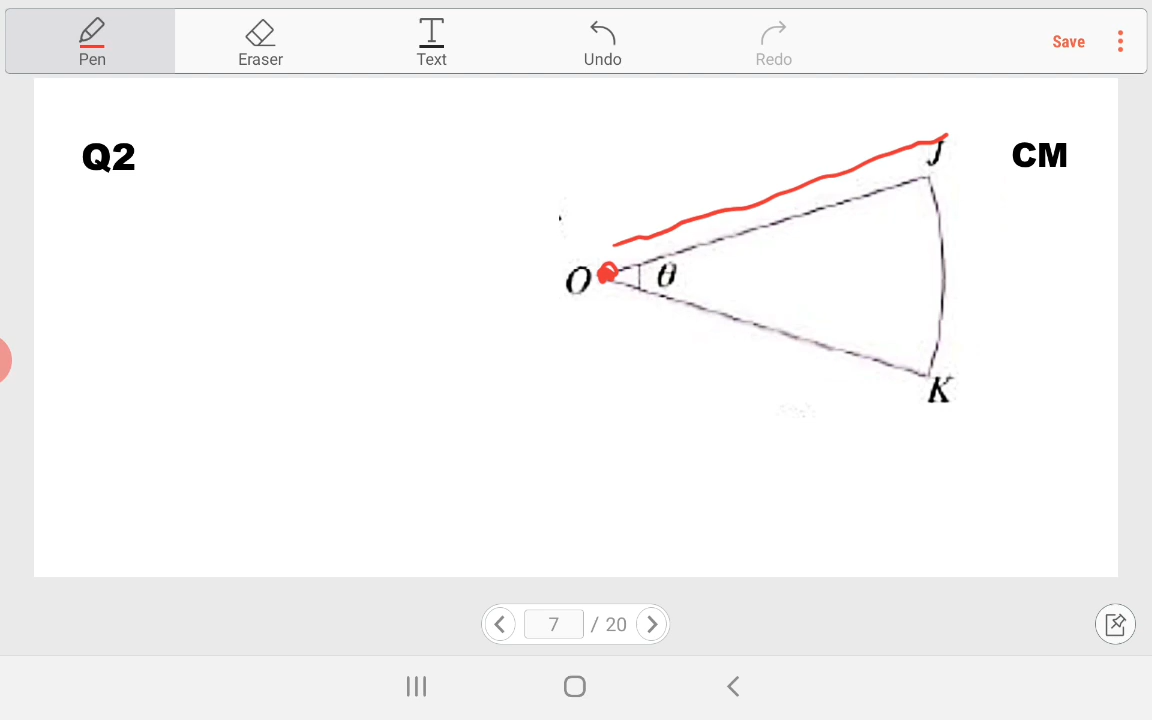 Pen Eraser Text Undo Redo Save
Q2
J
CM
O
θ
K
7 / 20